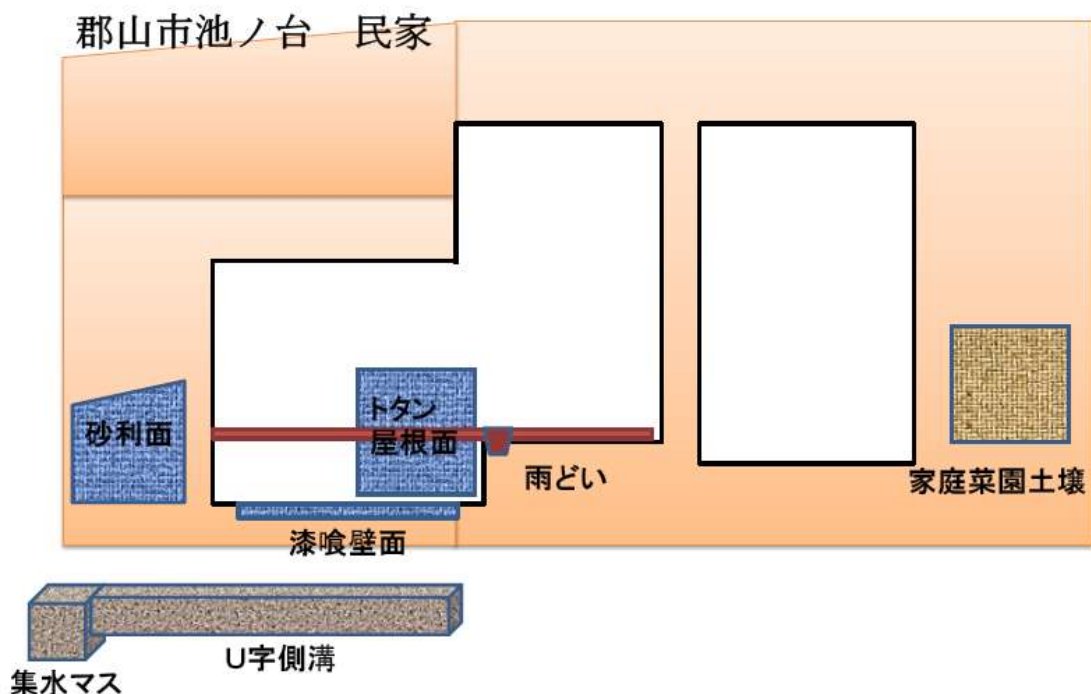 郡山市池ノ台　民家
砂利面
トタン
屋根面
雨どい
家庭菜園土壌
漆喰壁面
U字側溝
集水マス